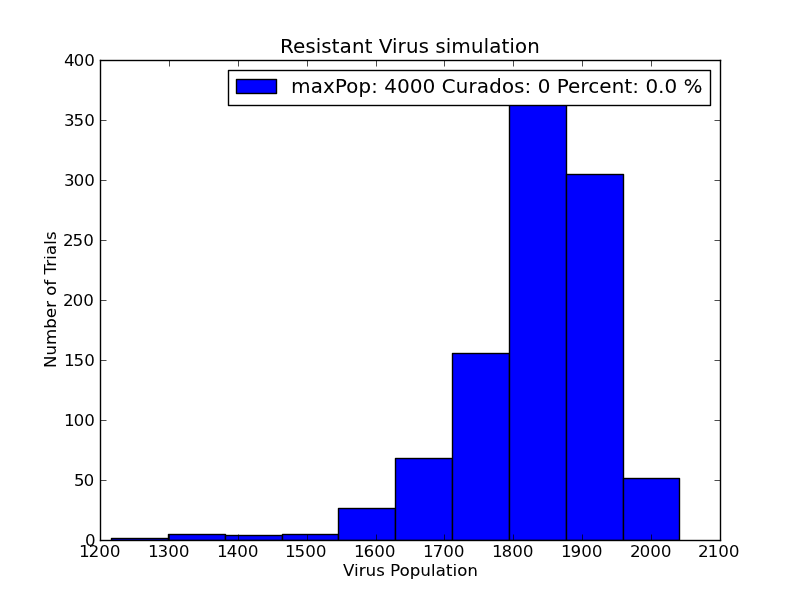 Resistant Virus simulation
maxPop: 4000 Curados: 0 Percent: 0.0 %
400
350
300
250
200
150
100
50
0
Number of Trials
1200 1300 1400 1500 1600 1700 1800 1900 2000 2100
Virus Population